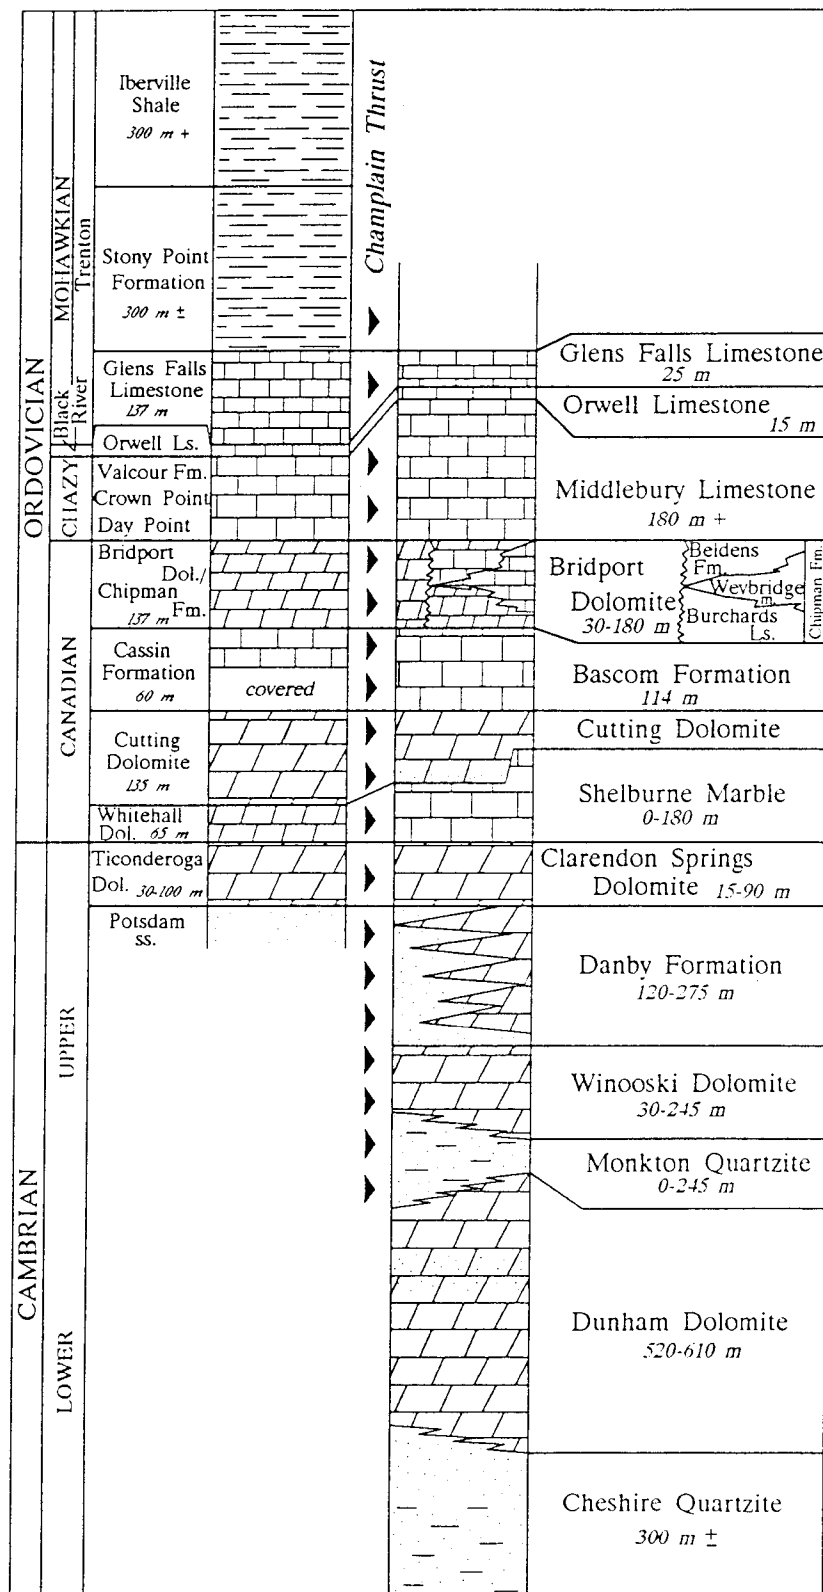 ORDOVICIAN
CAMBRIAN
MOHAWKIAN
Trenton
Black
River
CHAZY
CANADIAN
UPPER
LOWER
Iberville
Shale
300 m +
Stony Point
Formation
300 m ±
Glens Falls
Limestone
137 m
Orwell Ls.
Valcour Fm.
Crown Point
Day Point
Bridport
Dol./
Chipman
Fm.
137 m
Cassin
Formation
60 m
covered
Cutting
Dolomite
135 m
Whitehall
Dol. 65 m
Ticonderoga
Dol. 30-100 m
Potsdam
ss.
Champlain Thrust
Glens Falls Limestone
25 m
Orwell Limestone
15 m
Middlebury Limestone
180 m +
Bridport
Dolomite
30-180 m
Beldens
Fm.
Weybridge
m.
Burchards
Ls.
Chipman Fm.
Bascom Formation
114 m
Cutting Dolomite
Shelburne Marble
0-180 m
Clarendon Springs
Dolomite 15-90 m
Danby Formation
120-275 m
Winooski Dolomite
30-245 m
Monkton Quartzite
0-245 m
Dunham Dolomite
520-610 m
Cheshire Quartzite
300 m ±